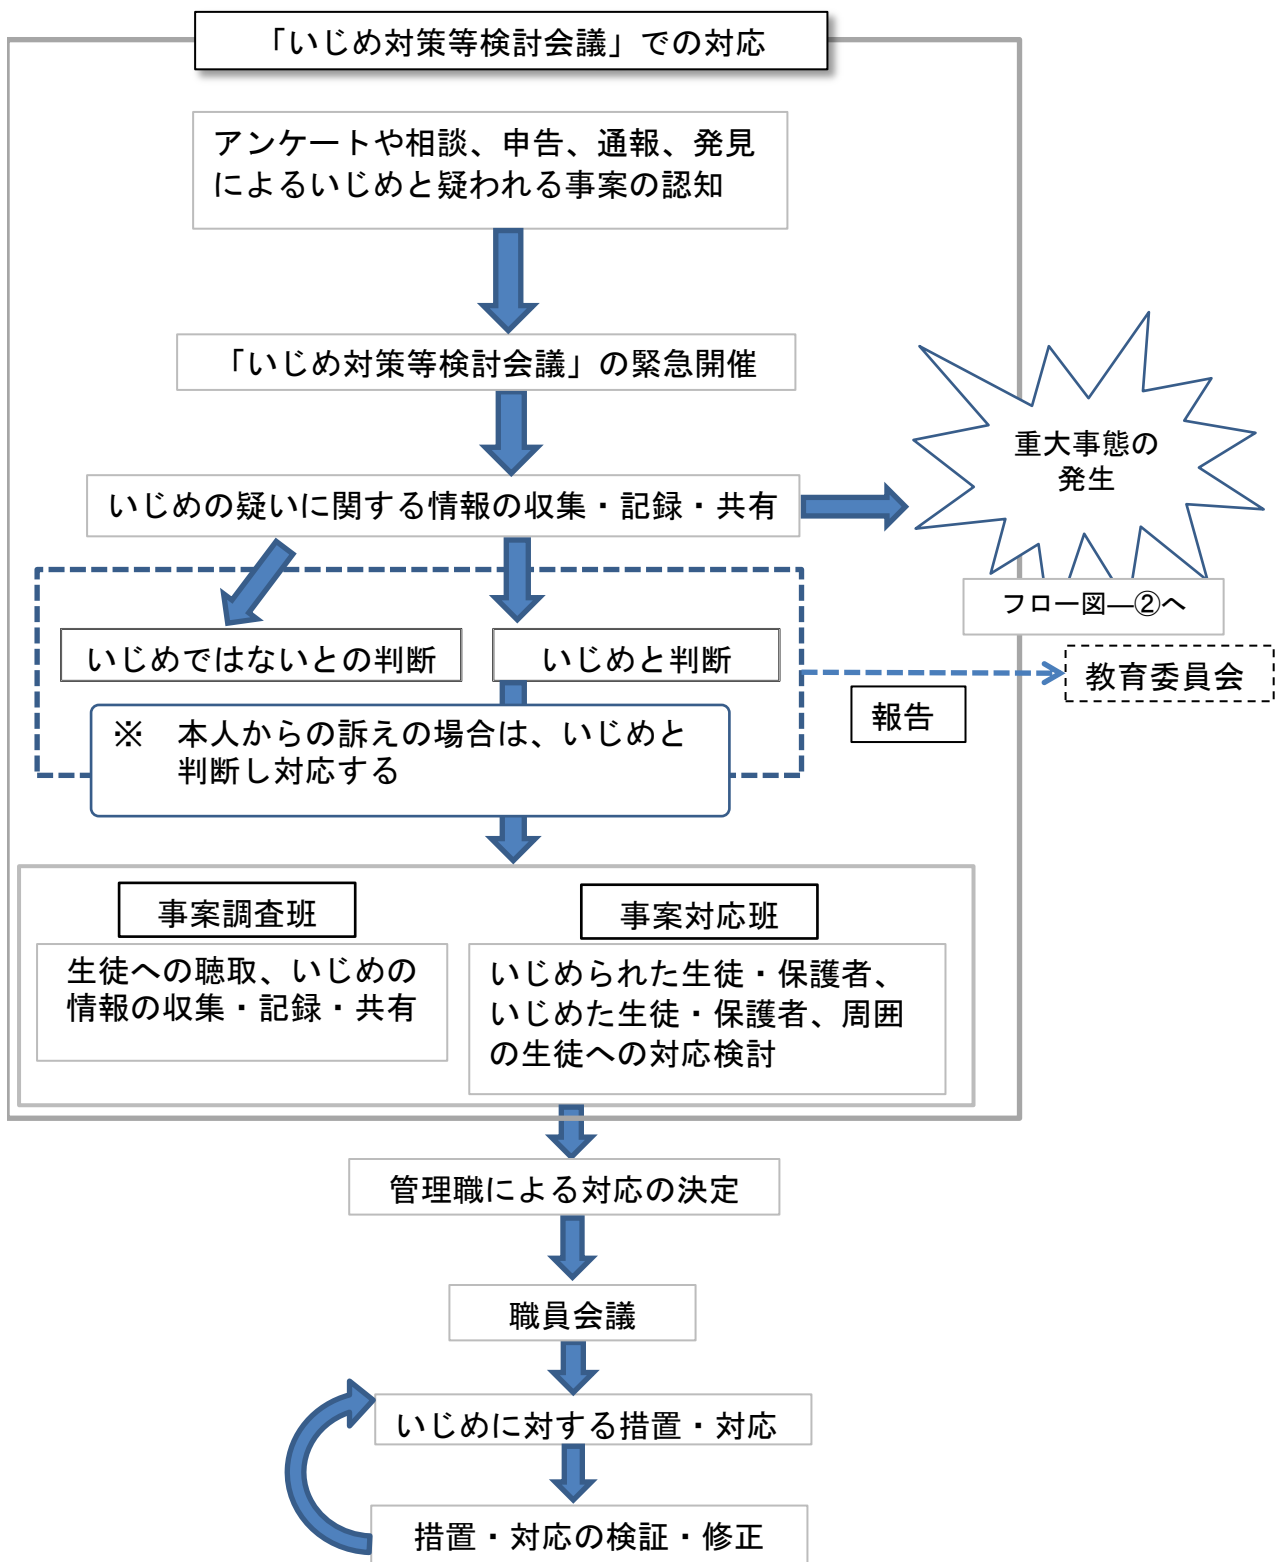 「いじめ対策等検討会議」での対応
アンケートや相談、申告、通報、発見
によるいじめと疑われる事案の認知
「いじめ対策等検討会議」の緊急開催
重大事態の
発生
いじめの疑いに関する情報の収集・記録・共有
フロー図―②へ
いじめではないとの判断
いじめと判断
教育委員会
報告
※　本人からの訴えの場合は、いじめと
判断し対応する
事案調査班
生徒への聴取、いじめの
情報の収集・記録・共有
事案対応班
いじめられた生徒・保護者、
いじめた生徒・保護者、周囲
の生徒への対応検討
管理職による対応の決定
職員会議
いじめに対する措置・対応
措置・対応の検証・修正